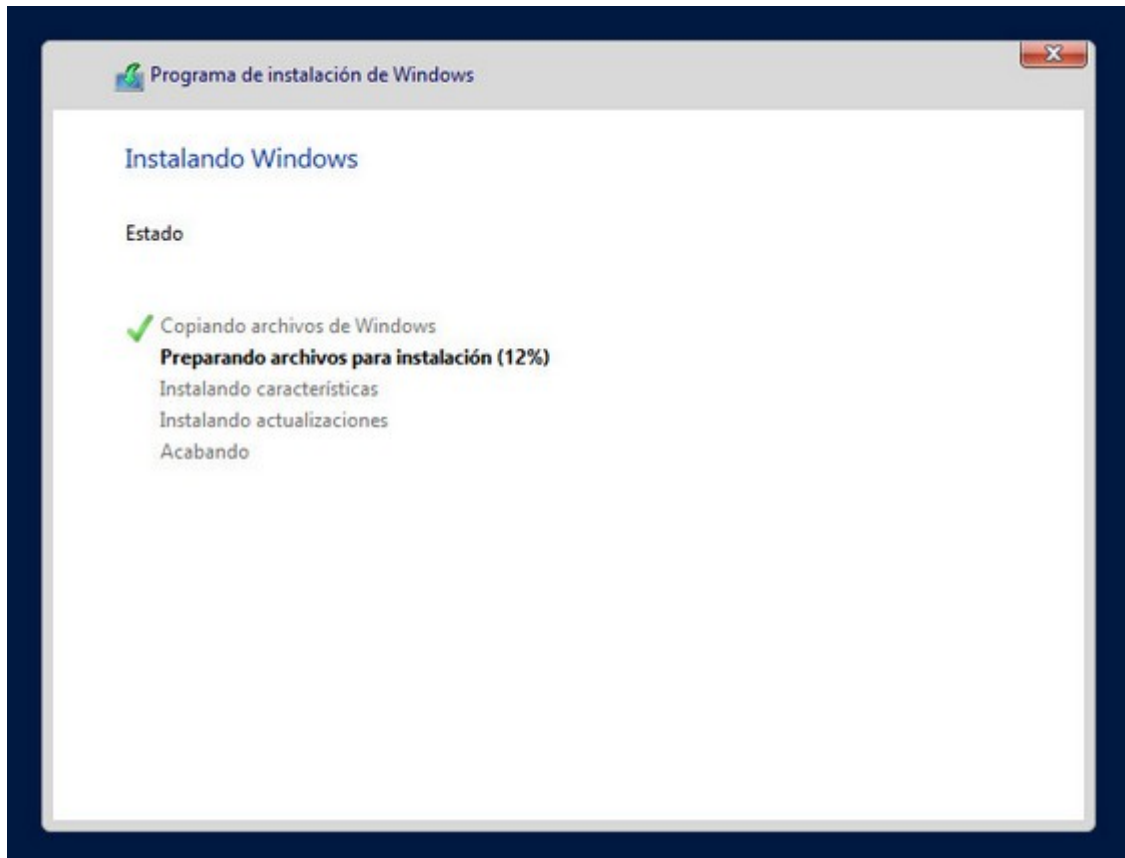 Programa de instalación de Windows
Instalando Windows
Estado
Copiando archivos de Windows
Preparando archivos para instalación (12%)
Instalando características
Instalando actualizaciones
Acabando